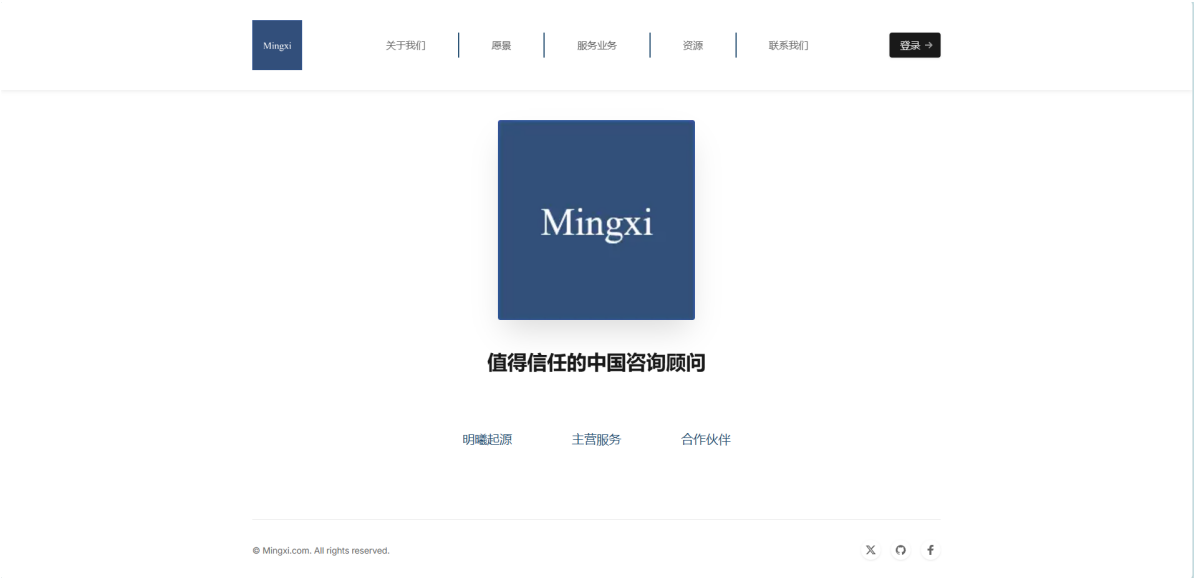 Mingxi
关于我们
愿景
服务业务
资源
联系我们
登录 →
Mingxi
值得信任的中国咨询顾问
明曦起源
主营服务
合作伙伴
© Mingxi.com. All rights reserved.